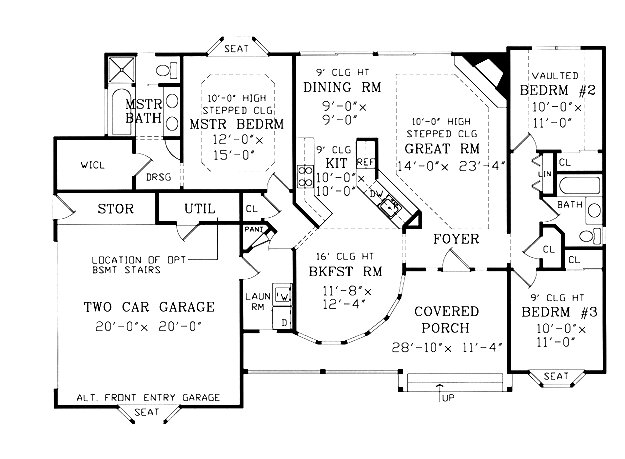 SEAT
MSTR
BATH
10'-0" HIGH
STEPPED CLG
MSTR BEDRM
12'-0"x
15'-0"
9' CLG HT
DINING RM
9'-0"x
9'-0"
10'-0" HIGH
STEPPED CLG
GREAT RM
14'-0"x 23'-4"
VAULTED
BEDRM #2
10'-0"x
11'-0"
WICL
DRSG
9' CLG
KIT
10'-0"x
10'-0"
REF
DW
LIN
CL
BATH
STOR
UTIL
CL
PANT
FOYER
CL
CL
LOCATION OF OPT
BSMT STAIRS
16' CLG HT
BKFST RM
11'-8"x
12'-4"
TWO CAR GARAGE
20'-0"x 20'-0"
LAUN
RM
W
D
COVERED
PORCH
28'-10"x 11'-4"
9' CLG HT
BEDRM #3
10'-0"x
11'-0"
SEAT
ALT. FRONT ENTRY GARAGE
SEAT
UP